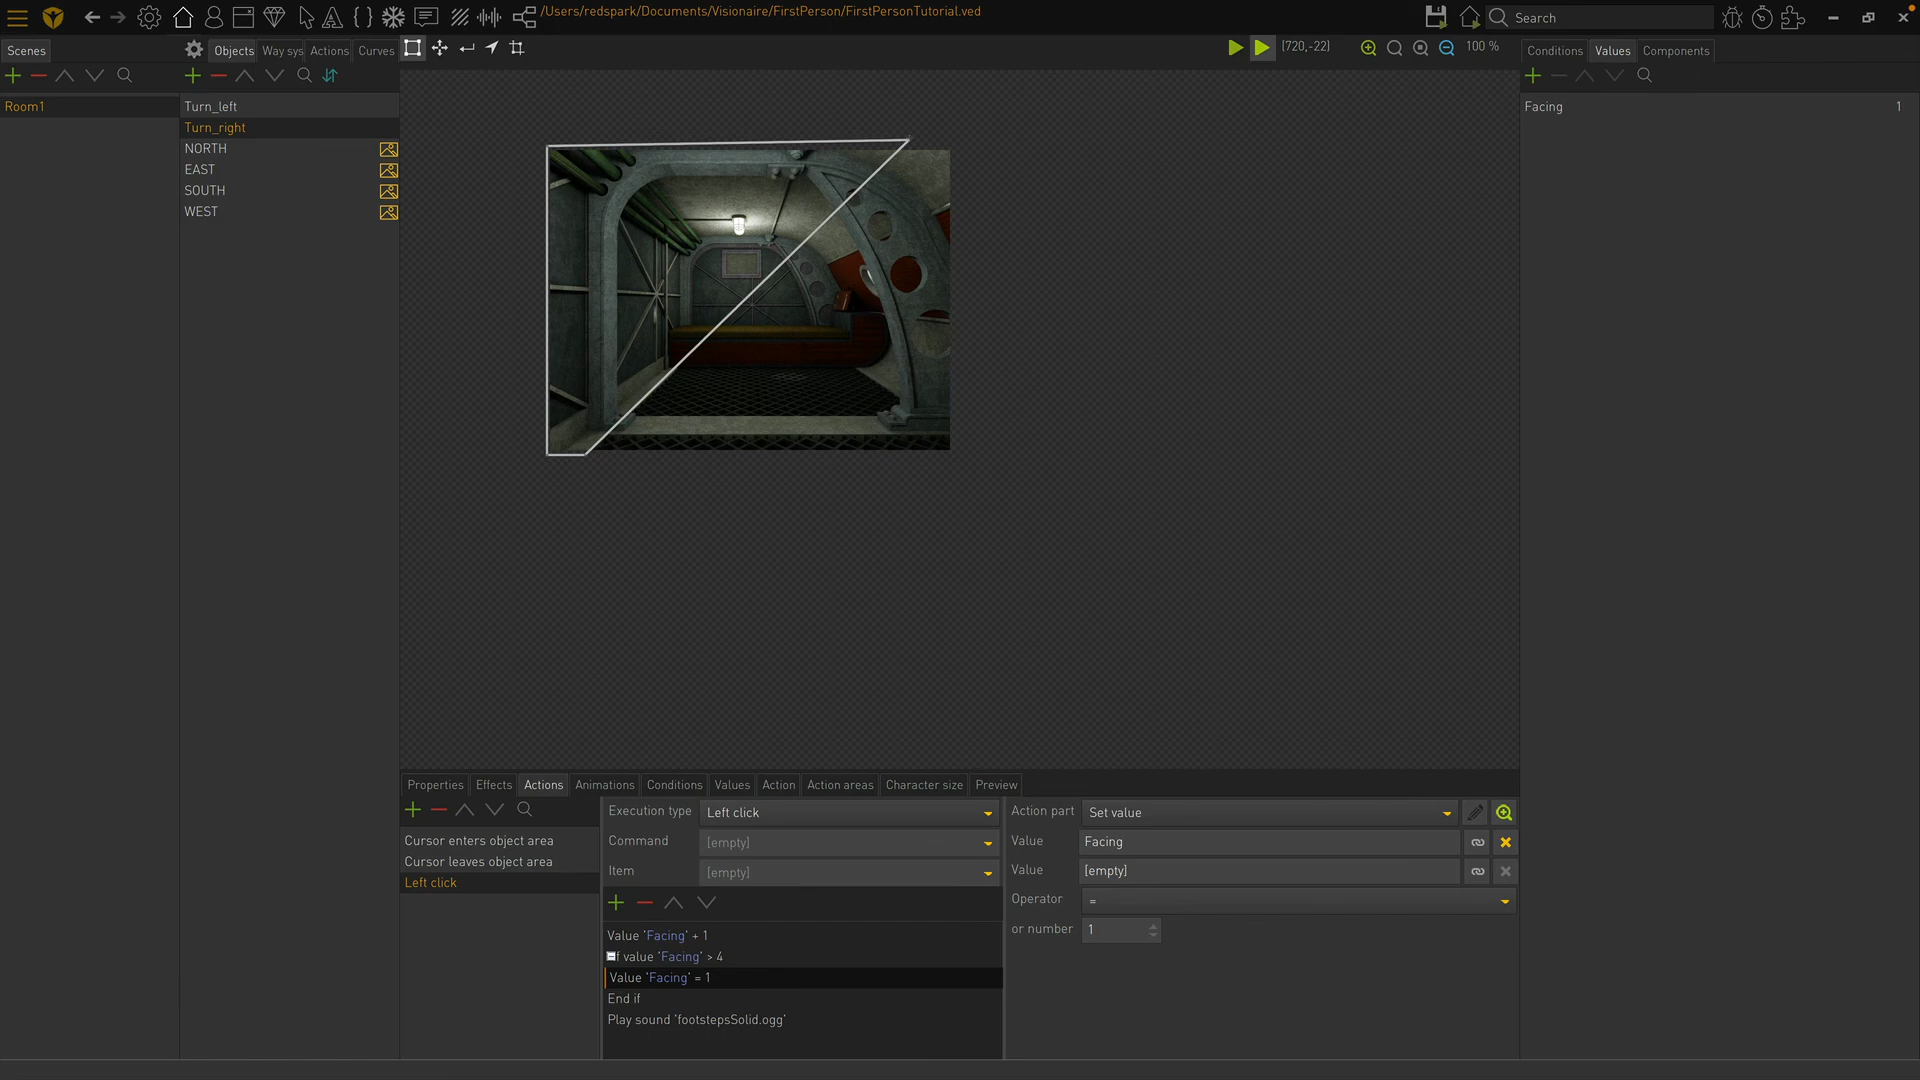 /Users/redspark/Documents/Visionaire/FirstPerson/FirstPersonTutorial.ved
Search
Scenes
Objects
Way sys
Actions
Curves
(720,-22)
100 %
Conditions
Values
Components
Room1
Turn_left
Turn_right
NORTH
EAST
SOUTH
WEST
Facing 1
Properties
Effects
Actions
Animations
Conditions
Values
Action
Action areas
Character size
Preview
Cursor enters object area
Cursor leaves object area
Left click
Execution type Left click
Command [empty]
Item [empty]
Value 'Facing' + 1
If value 'Facing' > 4
Value 'Facing' = 1
End if
Play sound 'footstepsSolid.ogg'
Action part Set value
Value Facing
Value [empty]
Operator =
or number 1